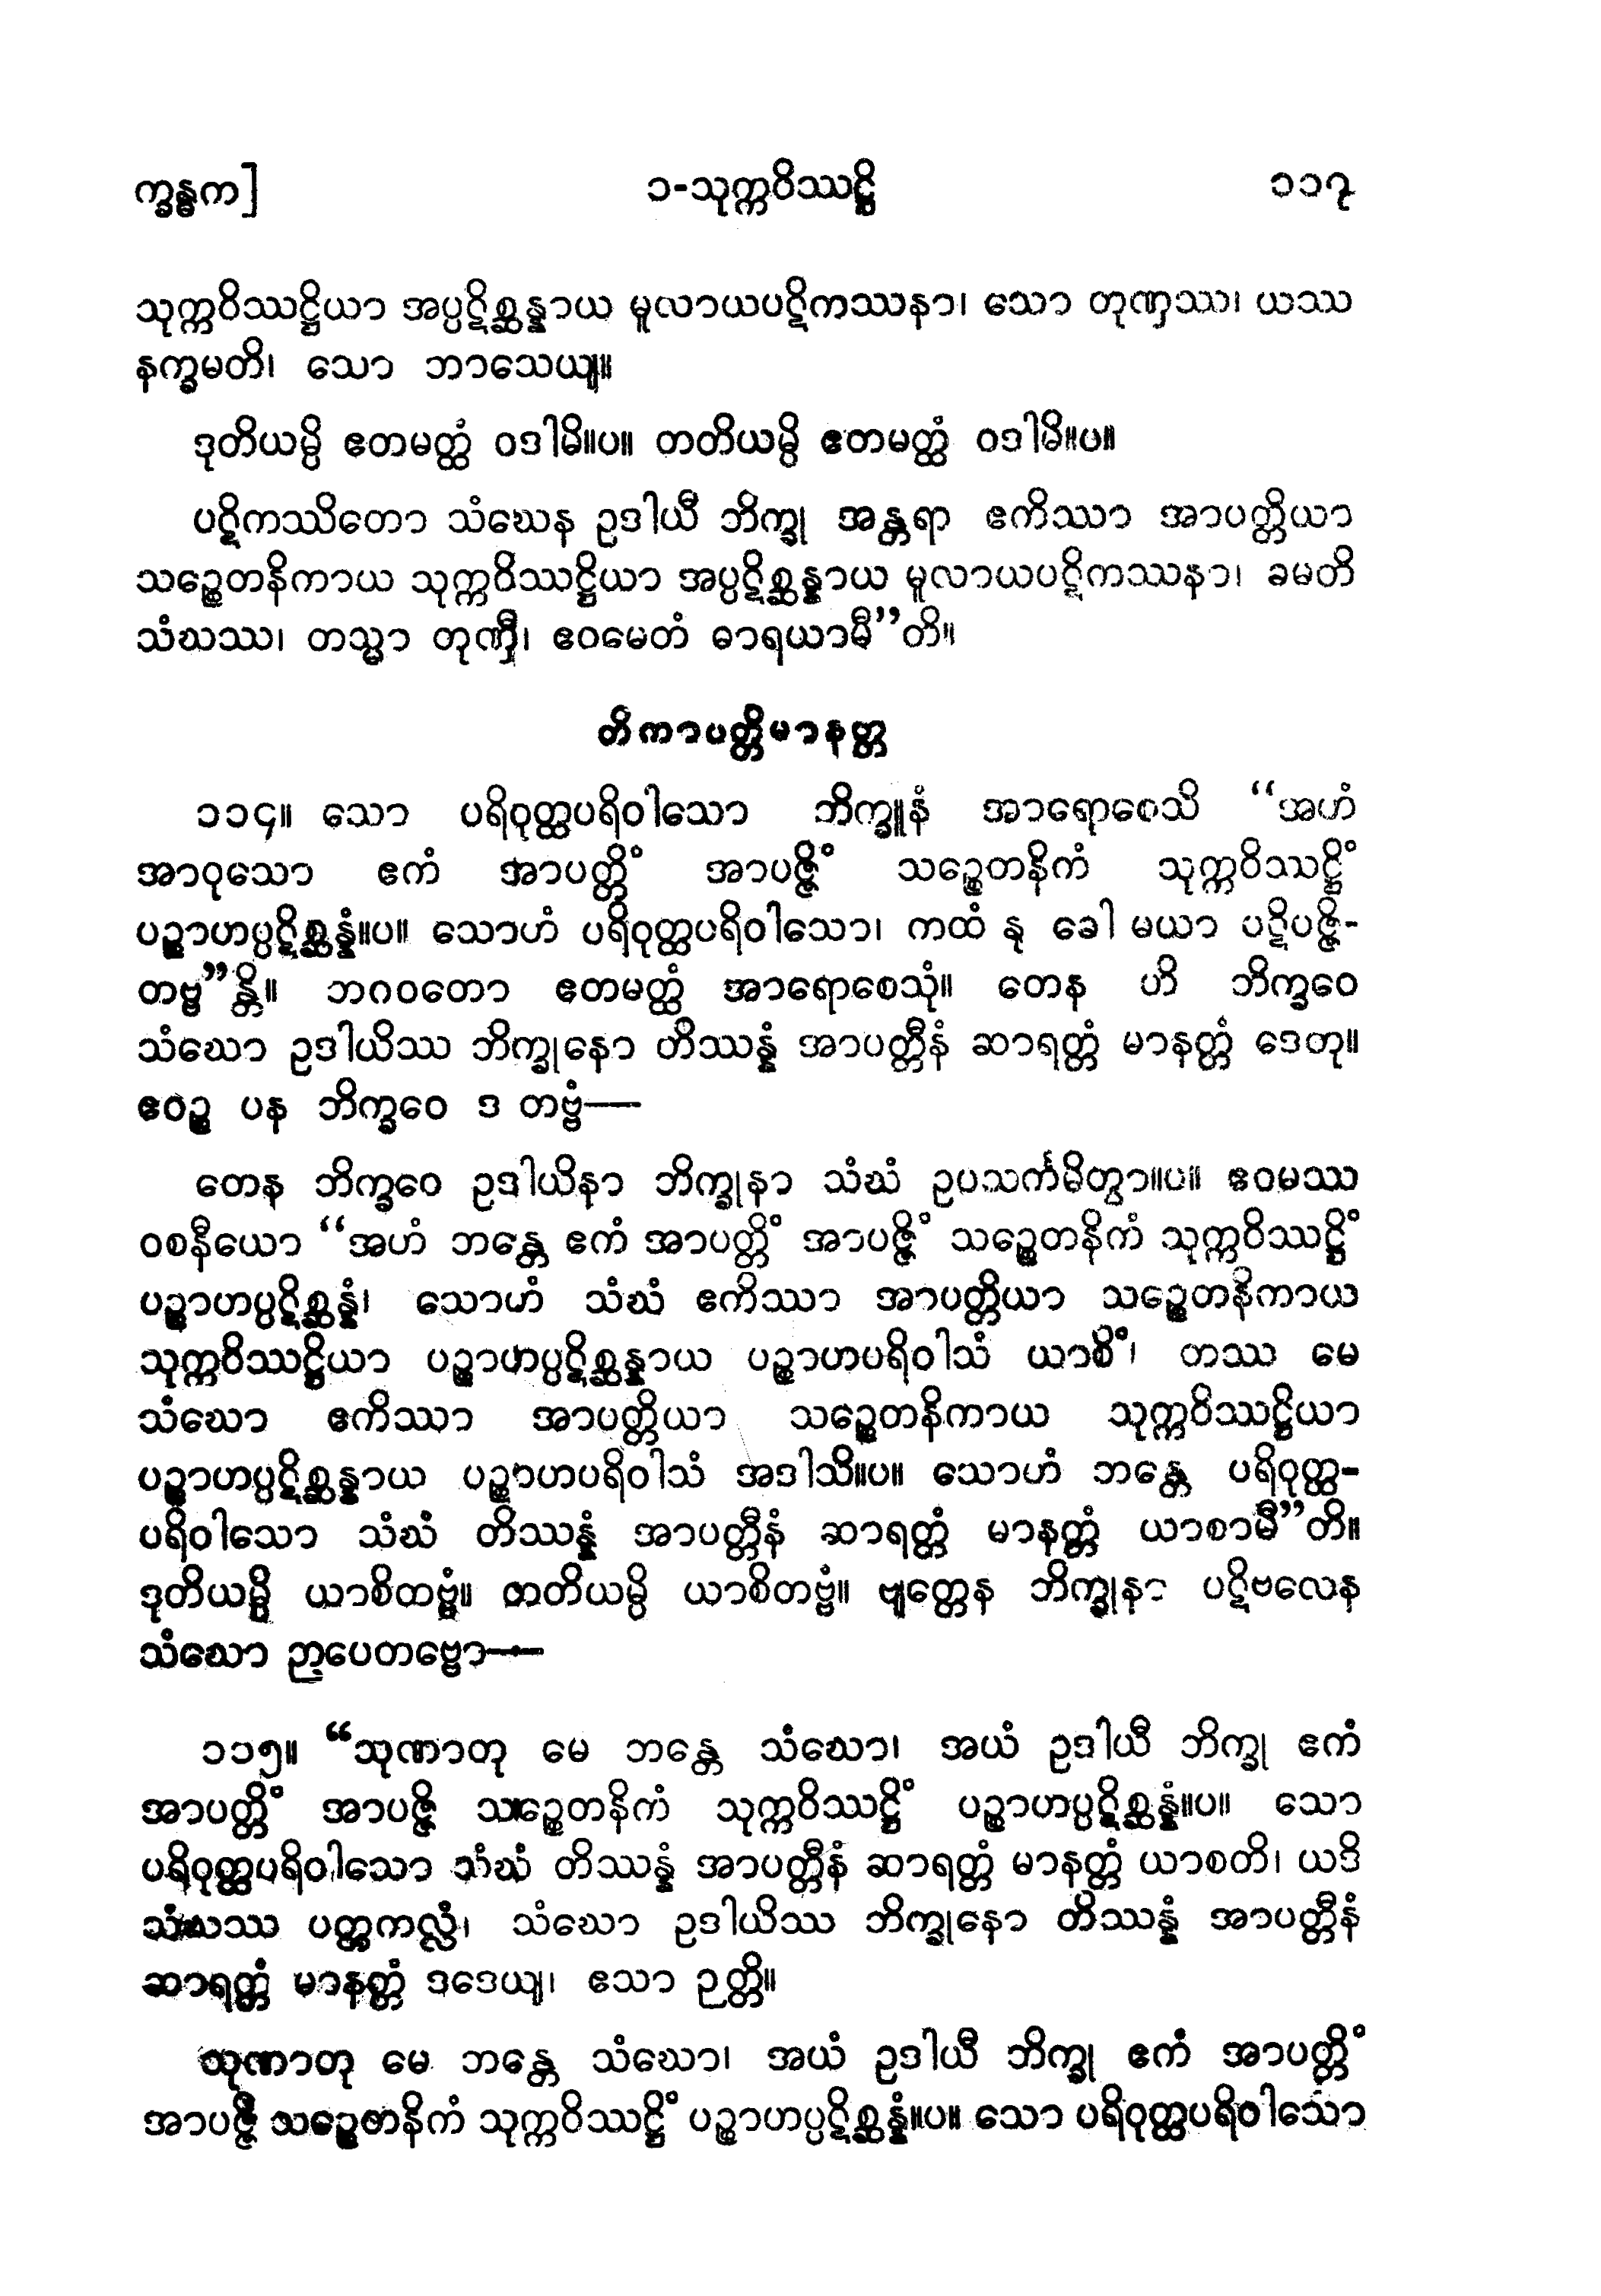 က္ခန္ဓက]
၁-သုက္ကဝိဿဋ္ဌိ
၁၁၇
သုက္ကဝိဿဋ္ဌိယာ အပ္ပဋိစ္ဆန္နာယ မူလာယပဋိကဿနာ၊ သော တုဏှဿ၊ ယဿ
နက္ခမတိ၊ သော ဘာသေယျ။
ဒုတိယမ္ပိ ဧတမတ္ထံ ဝဒါမိ။ပ။ တတိယမ္ပိ ဧတမတ္ထံ ဝဒါမိ။ပ။
ပဋိကဿိတော သံဃေန ဥဒါယီ ဘိက္ခု အန္တရာ ဧကိဿာ အာပတ္တိယာ
သဉ္စေတနိကာယ သုက္ကဝိဿဋ္ဌိယာ အပ္ပဋိစ္ဆန္နာယ မူလာယပဋိကဿနာ၊ ခမတိ
သံဃဿ၊ တသ္မာ တုဏှီ၊ ဧဝမေတံ ဓာရယာမီ”တိ။
တိကာပတ္တိမာနတ္တ
၁၁၄။ သော ပရိဝုတ္ထပရိဝါသော ဘိက္ခူနံ အာရောစေသိ “အဟံ
အာဝုသော ဧကံ အာပတ္တိံ အာပဇ္ဇိံ သဉ္စေတနိကံ သုက္ကဝိဿဋ္ဌိံ
ပဉ္စာဟပ္ပဋိစ္ဆန္နံ။ပ။ သောဟံ ပရိဝုတ္ထပရိဝါသော၊ ကထံ နု ခေါ မယာ ပဋိပဇ္ဇိ-
တဗ္ဗ”န္တိ။ ဘဂဝတော ဧတမတ္ထံ အာရောစေသုံ။ တေန ဟိ ဘိက္ခဝေ
သံဃော ဥဒါယိဿ ဘိက္ခုနော တိဿန္နံ အာပတ္တီနံ ဆာရတ္တံ မာနတ္တံ ဒေတု။
ဧဝဉ္စ ပန ဘိက္ခဝေ ဒ တဗ္ဗံ—
တေန ဘိက္ခဝေ ဥဒါယိနာ ဘိက္ခုနာ သံဃံ ဥပသင်္ကမိတွာ။ပ။ ဧဝမဿ
ဝစနီယော “အဟံ ဘန္တေ ဧကံ အာပတ္တိံ အာပဇ္ဇိံ သဉ္စေတနိကံ သုက္ကဝိဿဋ္ဌိံ
ပဉ္စာဟပ္ပဋိစ္ဆန္နံ၊ သောဟံ သံဃံ ဧကိဿာ အာပတ္တိယာ သဉ္စေတနိကာယ
သုက္ကဝိဿဋ္ဌိယာ ပဉ္စာဟပ္ပဋိစ္ဆန္နာယ ပဉ္စာဟပရိဝါသံ ယာစိံ၊ တဿ မေ
သံဃော ဧကိဿာ အာပတ္တိယာ သဉ္စေတနိကာယ သုက္ကဝိဿဋ္ဌိယာ
ပဉ္စာဟပ္ပဋိစ္ဆန္နာယ ပဉ္စာဟပရိဝါသံ အဒါသိ။ပ။ သောဟံ ဘန္တေ ပရိဝုတ္ထ-
ပရိဝါသော သံဃံ တိဿန္နံ အာပတ္တီနံ ဆာရတ္တံ မာနတ္တံ ယာစာမီ”တိ။
ဒုတိယမ္ပိ ယာစိတဗ္ဗံ။ တတိယမ္ပိ ယာစိတဗ္ဗံ။ ဗျတ္တေန ဘိက္ခုနာ ပဋိဗလေန
သံဃော ဉာပေတဗ္ဗော—
၁၁၅။ “သုဏာတု မေ ဘန္တေ သံဃော၊ အယံ ဥဒါယီ ဘိက္ခု ဧကံ
အာပတ္တိံ အာပဇ္ဇိ သဉ္စေတနိကံ သုက္ကဝိဿဋ္ဌိံ ပဉ္စာဟပ္ပဋိစ္ဆန္နံ။ပ။ သော
ပရိဝုတ္ထပရိဝါသော သံဃံ တိဿန္နံ အာပတ္တီနံ ဆာရတ္တံ မာနတ္တံ ယာစတိ၊ ယဒိ
သံဃဿ ပတ္တကလ္လံ၊ သံဃော ဥဒါယိဿ ဘိက္ခုနော တိဿန္နံ အာပတ္တီနံ
ဆာရတ္တံ မာနတ္တံ ဒဒေယျ၊ ဧသာ ဉတ္တိ။
သုဏာတု မေ ဘန္တေ သံဃော၊ အယံ ဥဒါယီ ဘိက္ခု ဧကံ အာပတ္တိံ
အာပဇ္ဇိ သဉ္စေတနိကံ သုက္ကဝိဿဋ္ဌိံ ပဉ္စာဟပ္ပဋိစ္ဆန္နံ။ပ။ သော ပရိဝုတ္ထပရိဝါသော